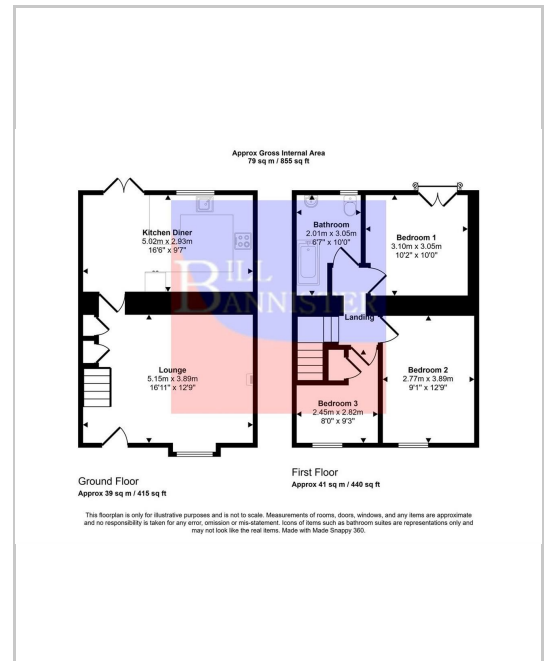 Approx Gross Internal Area
79 sq m / 855 sq ft
Kitchen Diner
5.02m x 2.93m
16'6" x 9'7"
Bathroom
2.01m x 3.05m
6'7" x 10'0"
Bedroom 1
3.10m x 3.05m
10'2" x 10'0"
BILL
BANNISTER
Landing
Lounge
5.15m x 3.89m
16'11" x 12'9"
Bedroom 2
2.77m x 3.89m
9'1" x 12'9"
Bedroom 3
2.45m x 2.82m
8'0" x 9'3"
Ground Floor
Approx 39 sq m / 415 sq ft
First Floor
Approx 41 sq m / 440 sq ft
This floorplan is only for illustrative purposes and is not to scale. Measurements of rooms, doors, windows, and any items are approximate
and no responsibility is taken for any error, omission or mis-statement. Icons of items such as bathroom suites are representations only and
may not look like the real items. Made with Made Snappy 360.